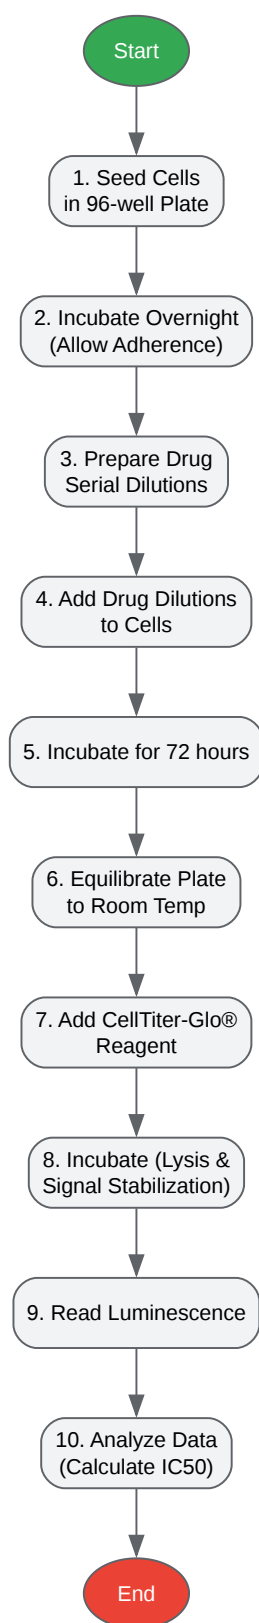 Start
1. Seed Cells
in 96-well Plate
2. Incubate Overnight
(Allow Adherence)
3. Prepare Drug
Serial Dilutions
4. Add Drug Dilutions
to Cells
5. Incubate for 72 hours
6. Equilibrate Plate
to Room Temp
7. Add CellTiter-Glo®
Reagent
8. Incubate (Lysis &
Signal Stabilization)
9. Read Luminescence
10. Analyze Data
(Calculate IC50)
End